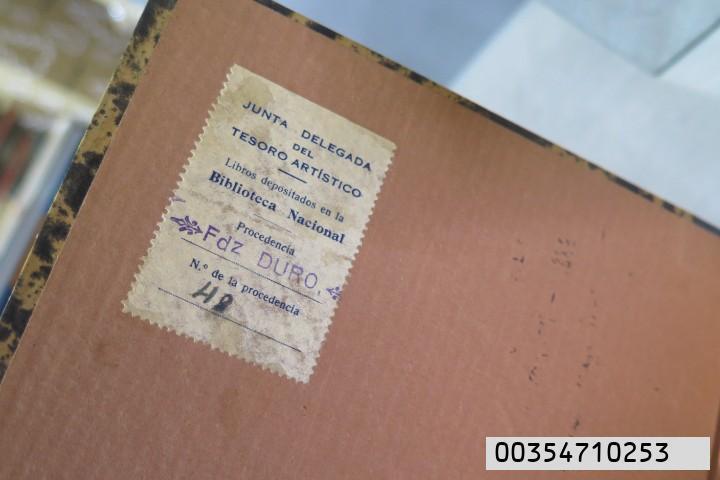 JUNTA DELEGADA
DEL
TESORO ARTÍSTICO
Libros depositados en la
Biblioteca Nacional
Procedencia
Fdz DURO.
N.º de la procedencia
48
00354710253